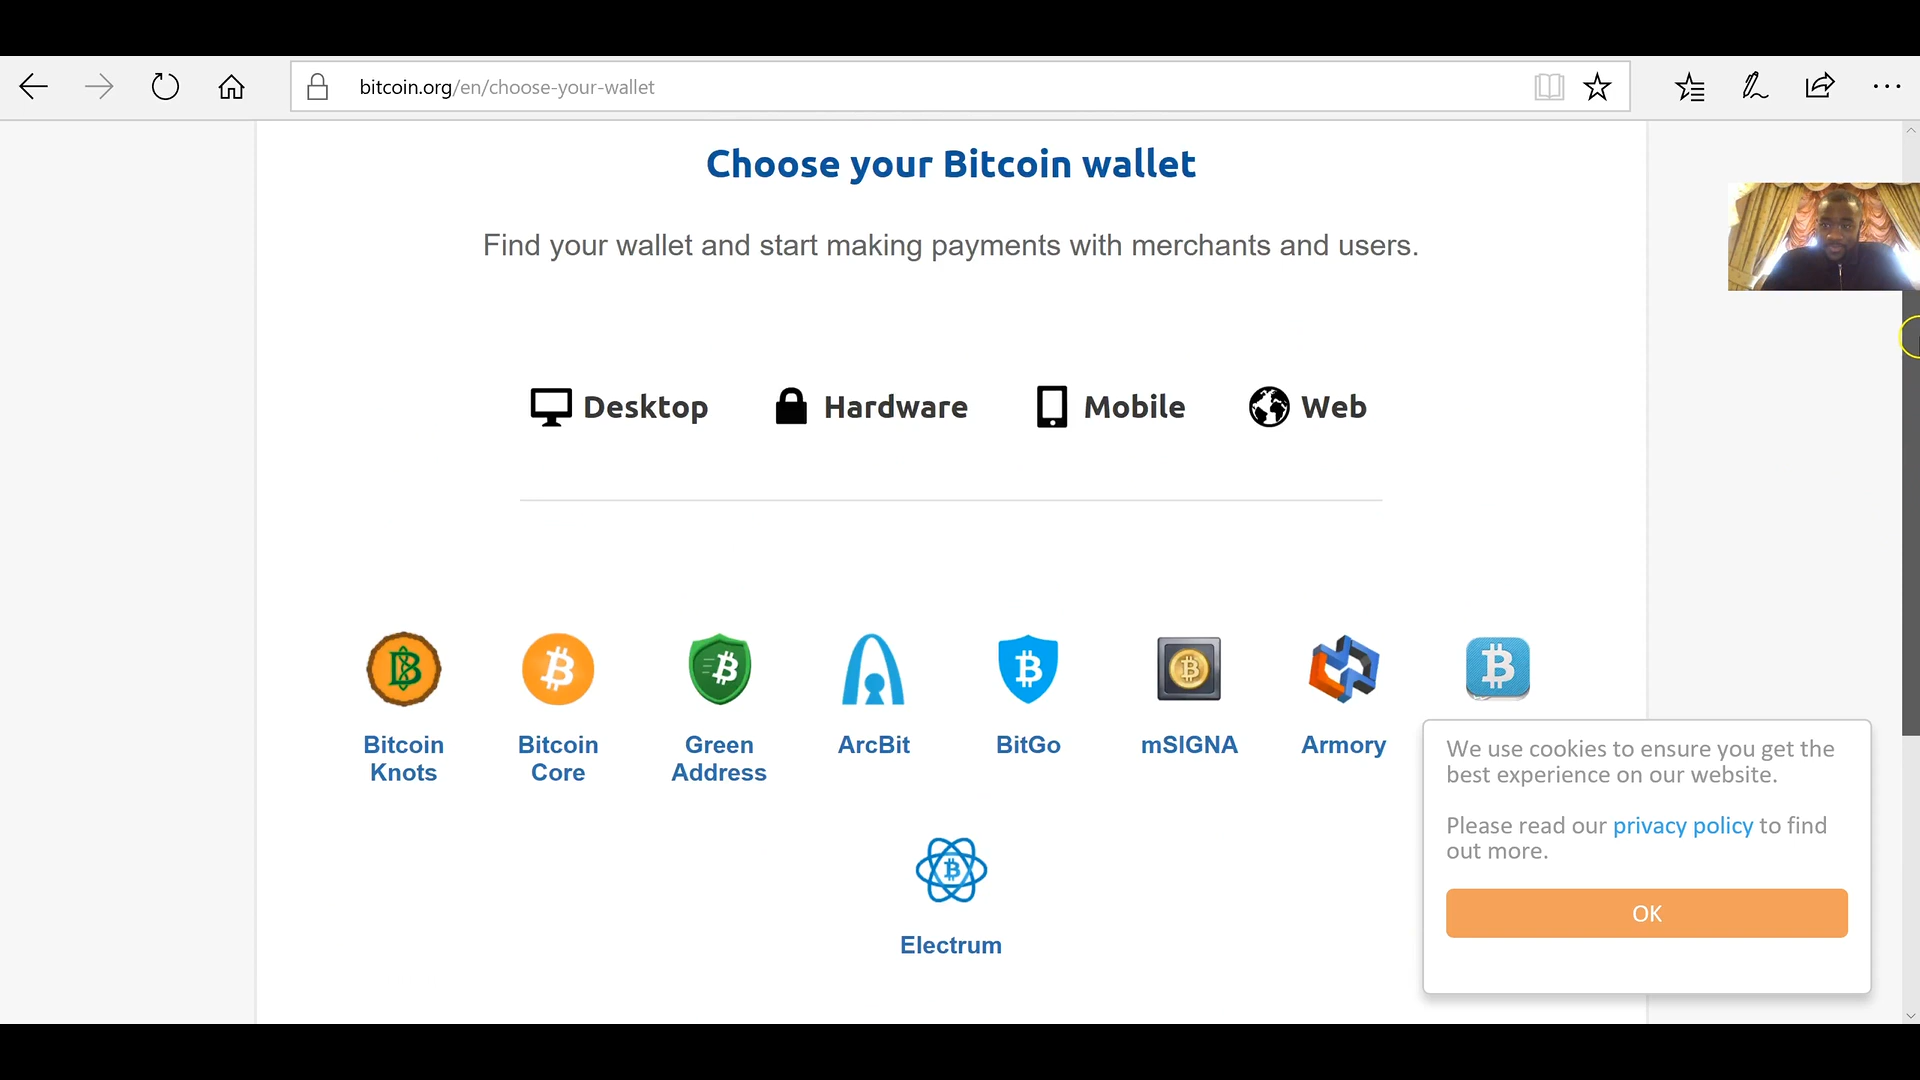 bitcoin.org/en/choose-your-wallet
Choose your Bitcoin wallet
Find your wallet and start making payments with merchants and users.
Desktop
Hardware
Mobile
Web
Bitcoin
Knots
Bitcoin
Core
Green
Address
ArcBit
BitGo
mSIGNA
Armory
Electrum
We use cookies to ensure you get the
best experience on our website.
Please read our privacy policy to find
out more.
OK